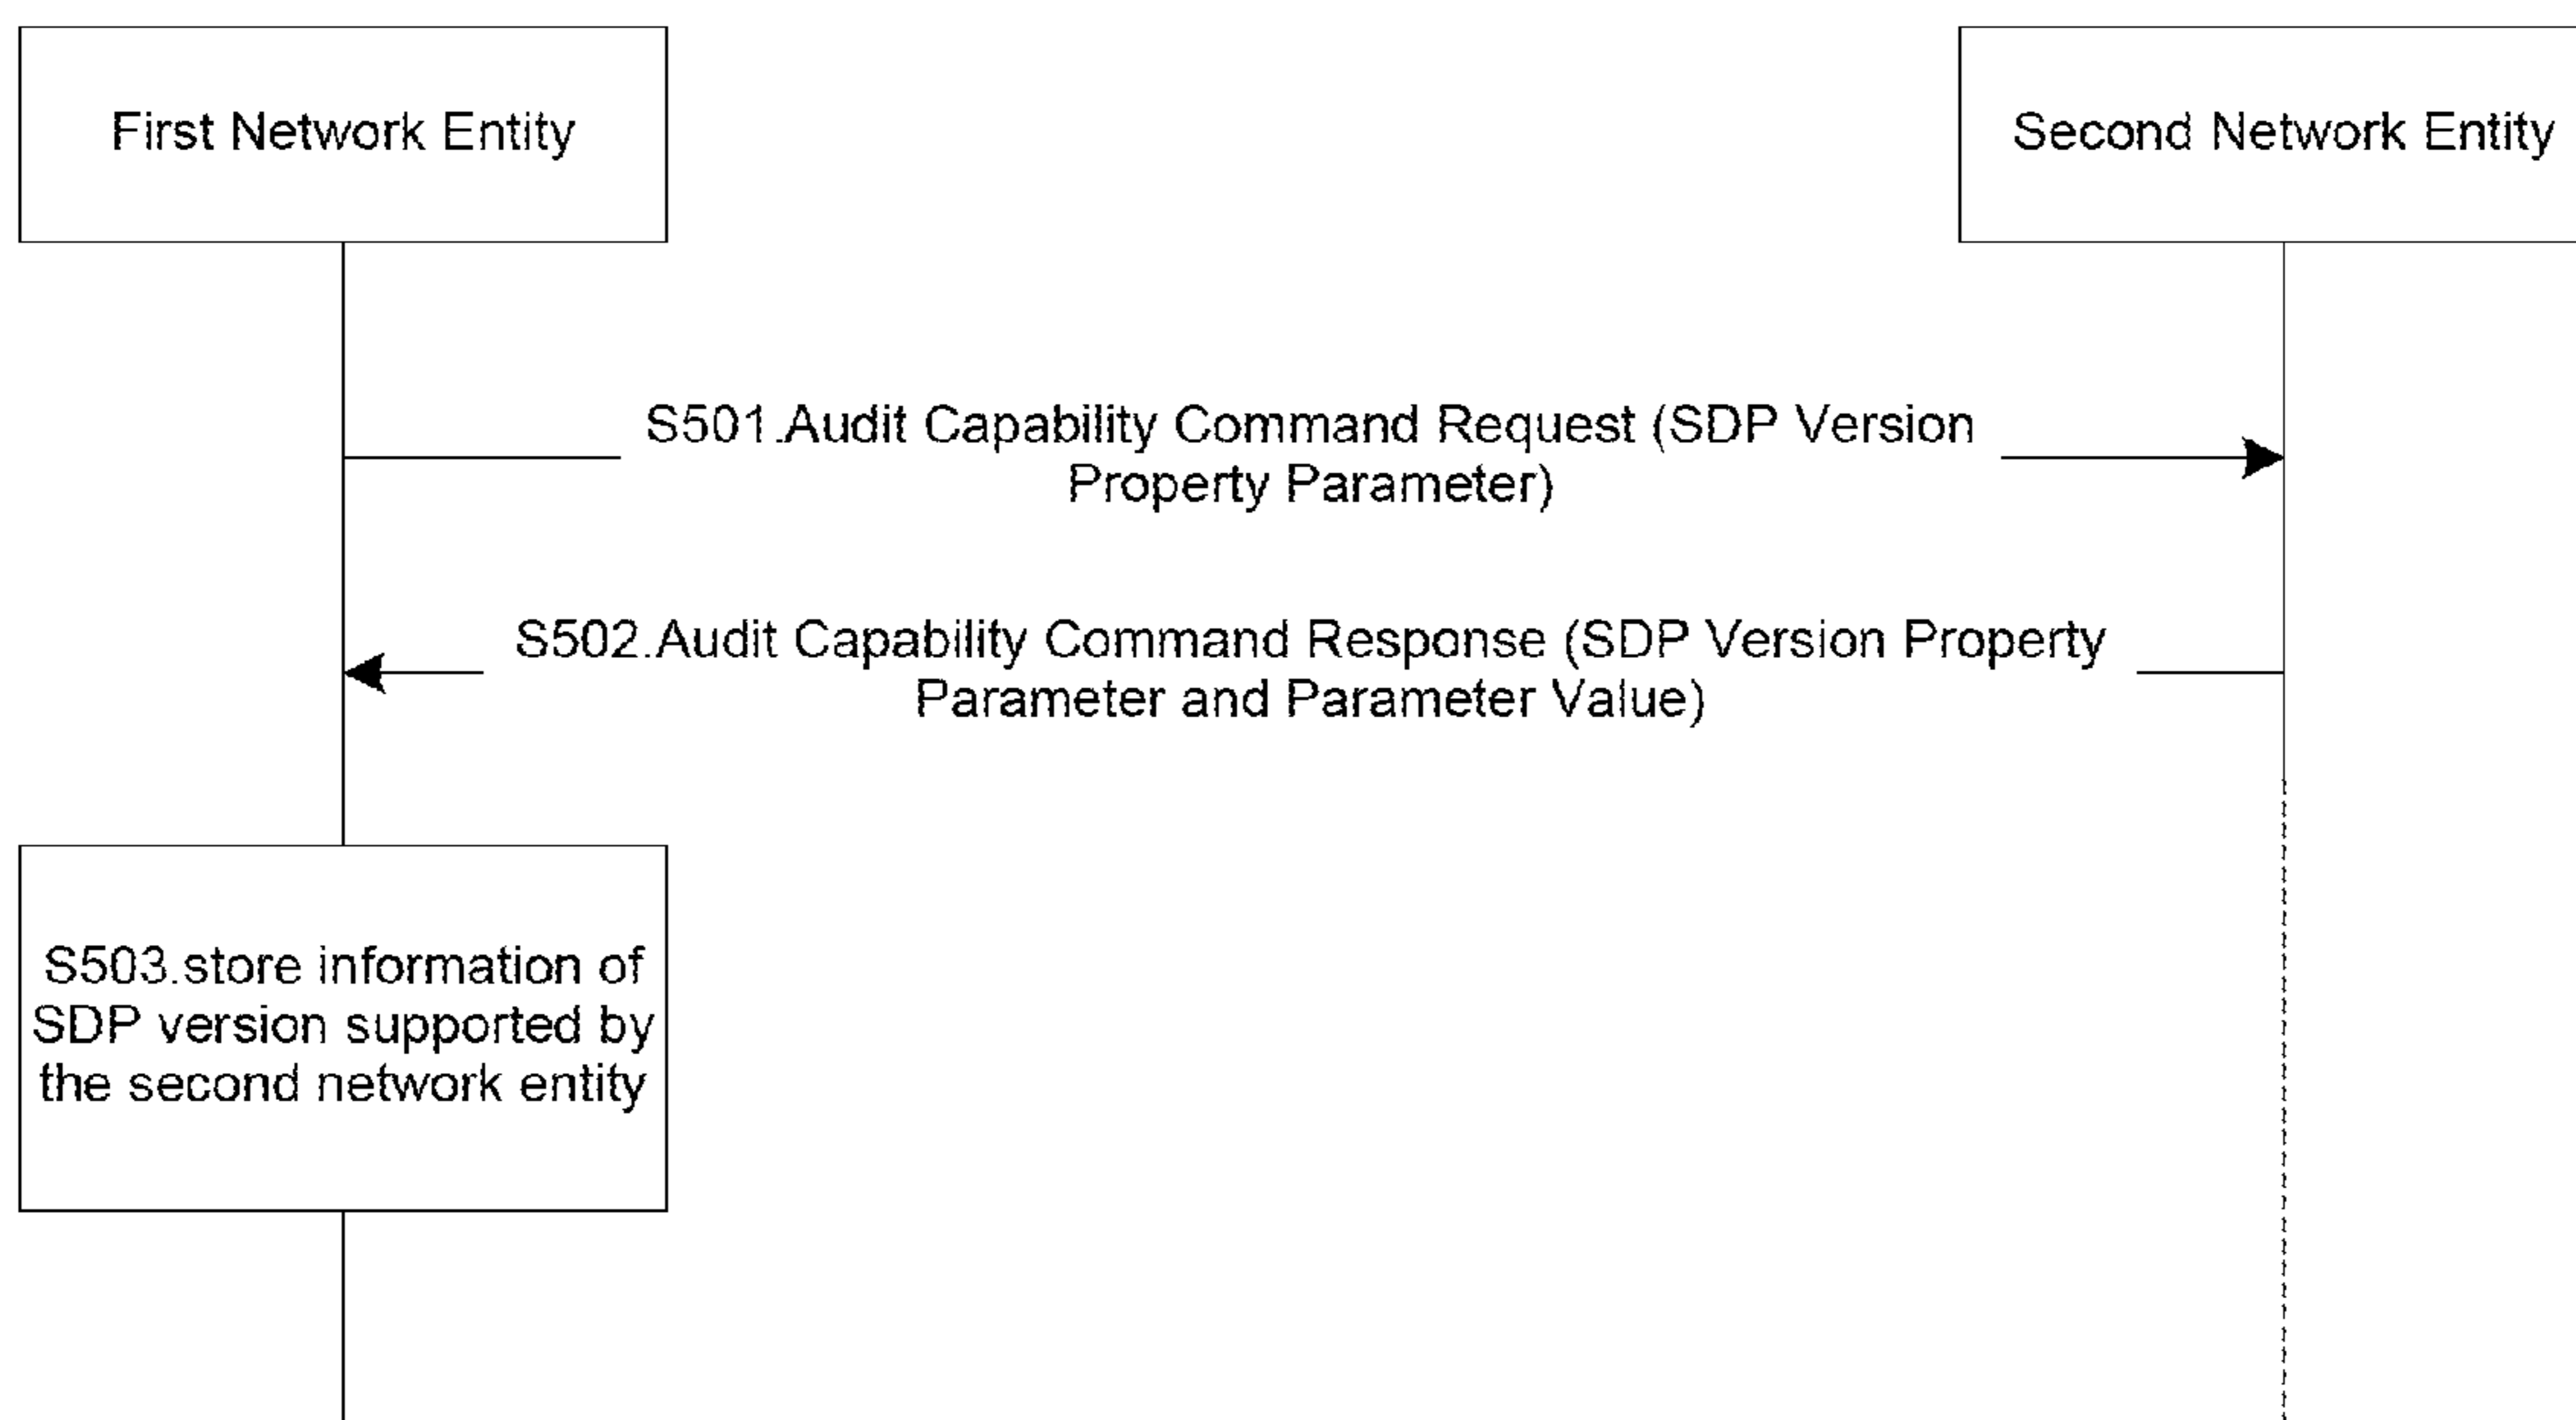 First Network Entity
Second Network Entity
S501.Audit Capability Command Request (SDP Version
Property Parameter)
S502.Audit Capability Command Response (SDP Version Property
Parameter and Parameter Value)
S503.store information of
SDP version supported by
the second network entity